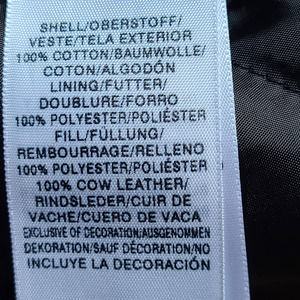 SHELL/OBERSTOFF/
VESTE/TELA EXTERIOR
100% COTTON/BAUMWOLLE/
COTON/ALGODÓN
LINING/FUTTER/
DOUBLURE/FORRO
100% POLYESTER/POLIÉSTER
FILL/FÜLLUNG/
REMBOURRAGE/RELLENO
100% POLYESTER/POLIÉSTER
100% COW LEATHER/
RINDSLEDER/CUIR DE
VACHE/CUERO DE VACA
EXCLUSIVE OF DECORATION/AUSGENOMMEN
DEKORATION/SAUF DÉCORATION/NO
INCLUYE LA DECORACIÓN